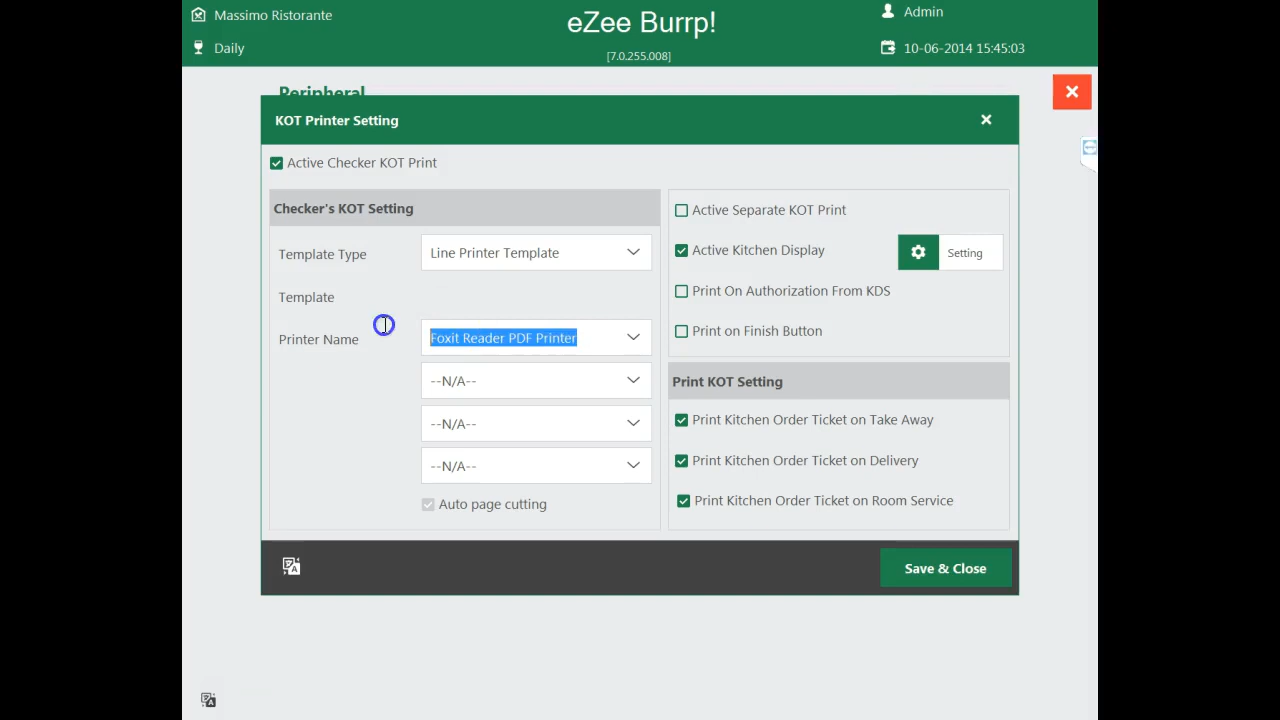 Massimo Ristorante
eZee Burrp!
Admin
Daily
[7.0.255.008]
10-06-2014 15:45:03
Peripheral
KOT Printer Setting
Active Checker KOT Print
Checker's KOT Setting
Template Type
Line Printer Template
Template
Printer Name
Foxit Reader PDF Printer
--N/A--
--N/A--
--N/A--
Auto page cutting
Active Separate KOT Print
Active Kitchen Display
Setting
Print On Authorization From KDS
Print on Finish Button
Print KOT Setting
Print Kitchen Order Ticket on Take Away
Print Kitchen Order Ticket on Delivery
Print Kitchen Order Ticket on Room Service
Save & Close